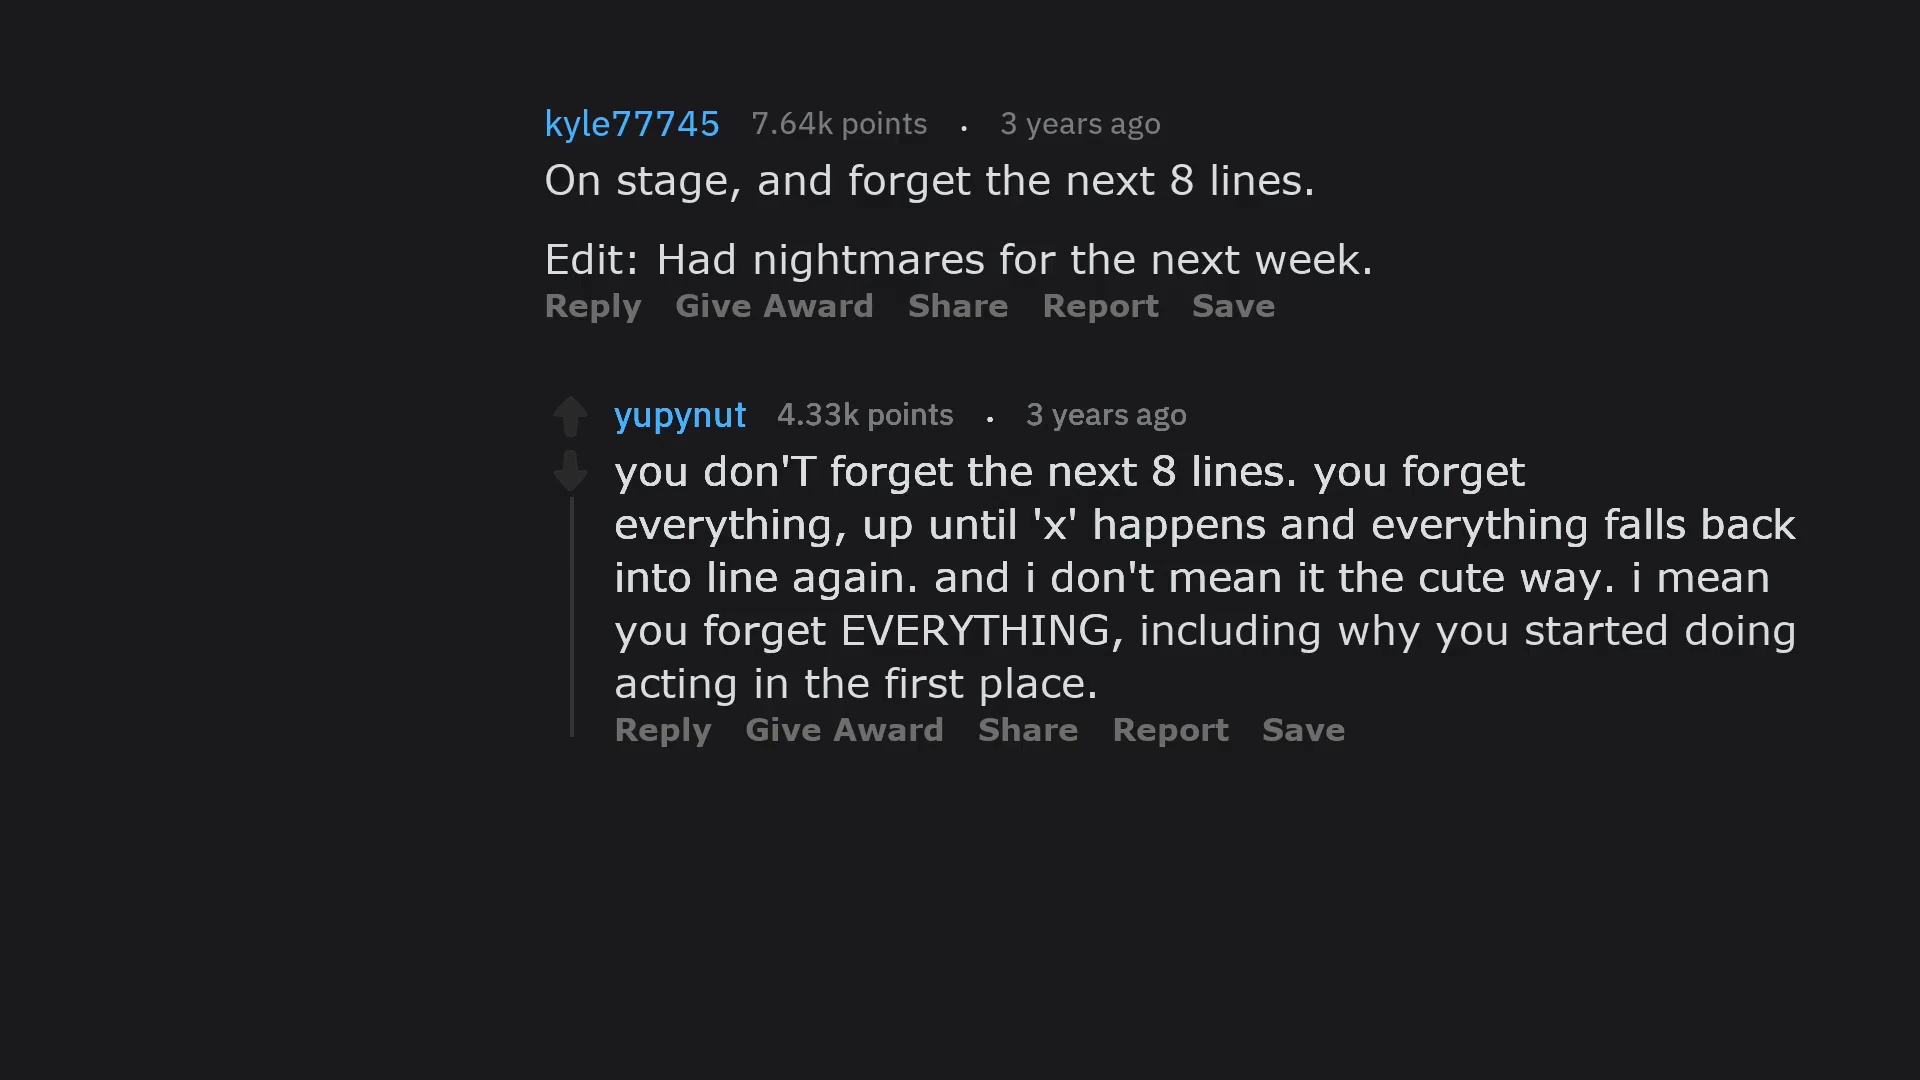 kyle77745 7.64k points . 3 years ago
On stage, and forget the next 8 lines.
Edit: Had nightmares for the next week.
Reply Give Award Share Report Save
yupynut 4.33k points . 3 years ago
you don'T forget the next 8 lines. you forget
everything, up until 'x' happens and everything falls back
into line again. and i don't mean it the cute way. i mean
you forget EVERYTHING, including why you started doing
acting in the first place.
Reply Give Award Share Report Save